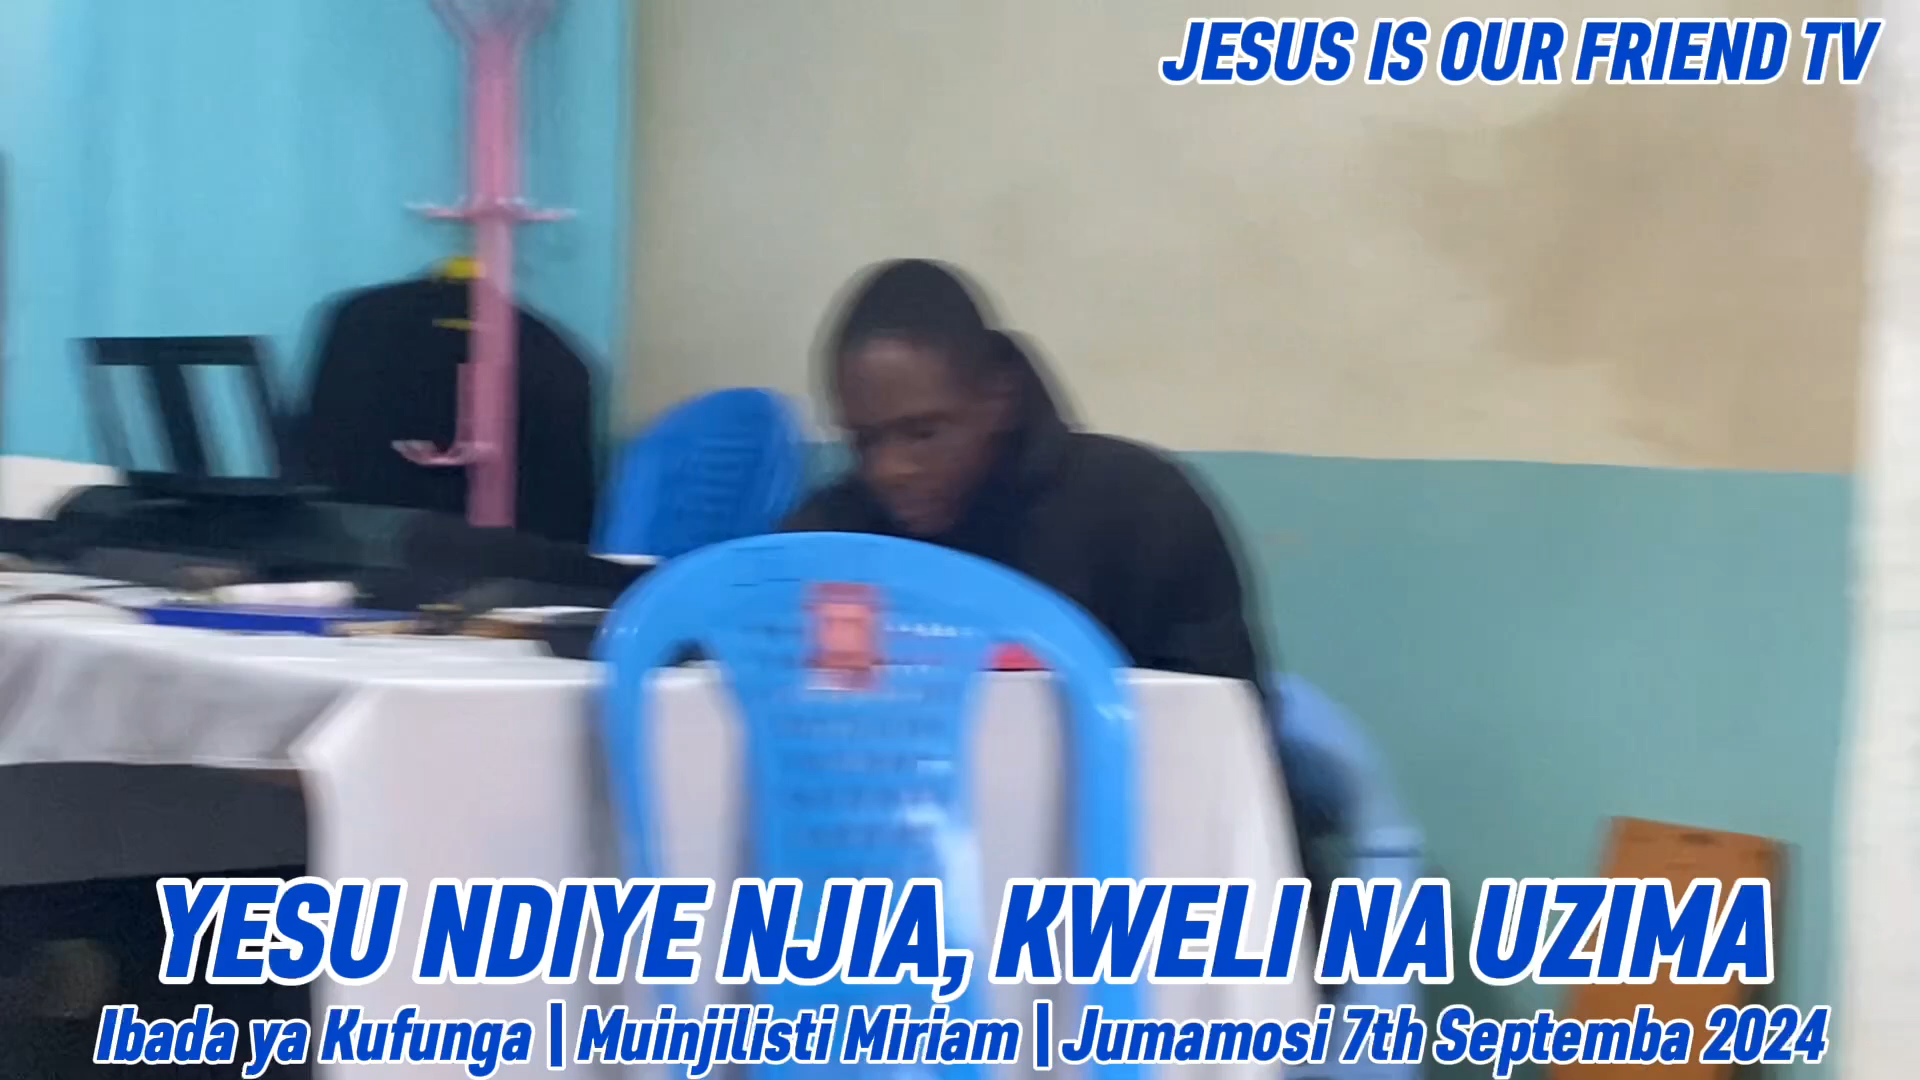 JESUS IS OUR FRIEND TV
YESU NDIYE NJIA, KWELI NA UZIMA
Ibada ya Kufunga | Muinjilisti Miriam | Jumamosi 7th Septemba 2024